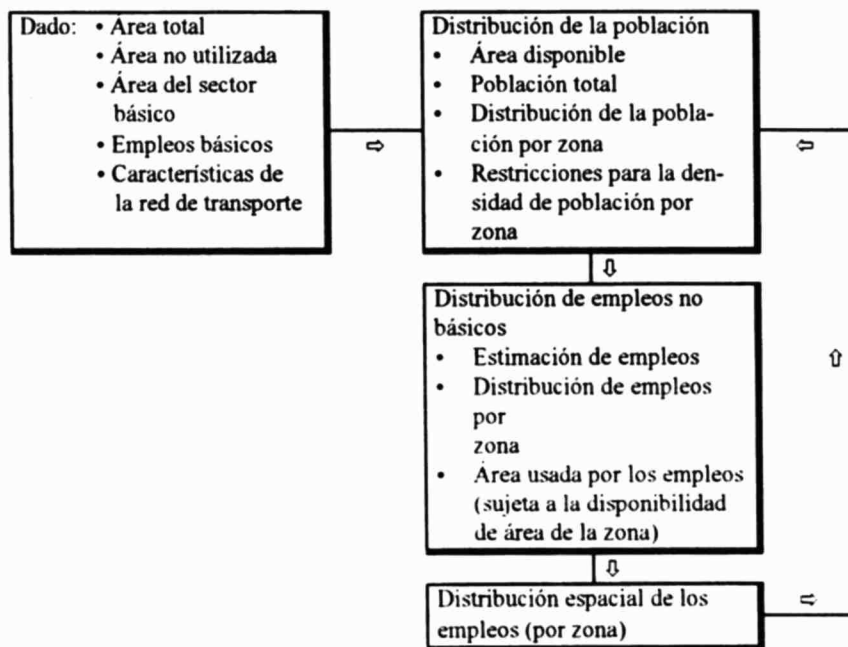 Dado: • Área total
• Área no utilizada
• Área del sector
básico
• Empleos básicos
• Características de
la red de transporte
Distribución de la población
• Área disponible
• Población total
• Distribución de la pobla-
ción por zona
• Restricciones para la den-
sidad de población por
zona
Distribución de empleos no
básicos
• Estimación de empleos
• Distribución de empleos
por
zona
• Área usada por los empleos
(sujeta a la disponibilidad
de área de la zona)
Distribución espacial de los
empleos (por zona)